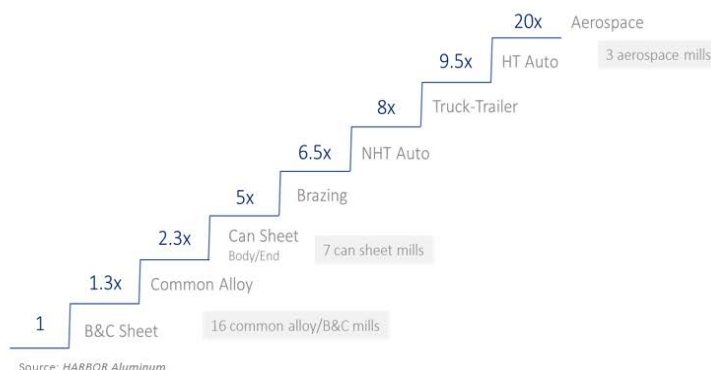 20x Aerospace
3 aerospace mills
9.5x HT Auto
8x Truck-Trailer
6.5x NHT Auto
5x Brazing
2.3x Can Sheet
Body/End
7 can sheet mills
1.3x Common Alloy
1 B&C Sheet
16 common alloy/B&C mills
Source: HARBOR Aluminum